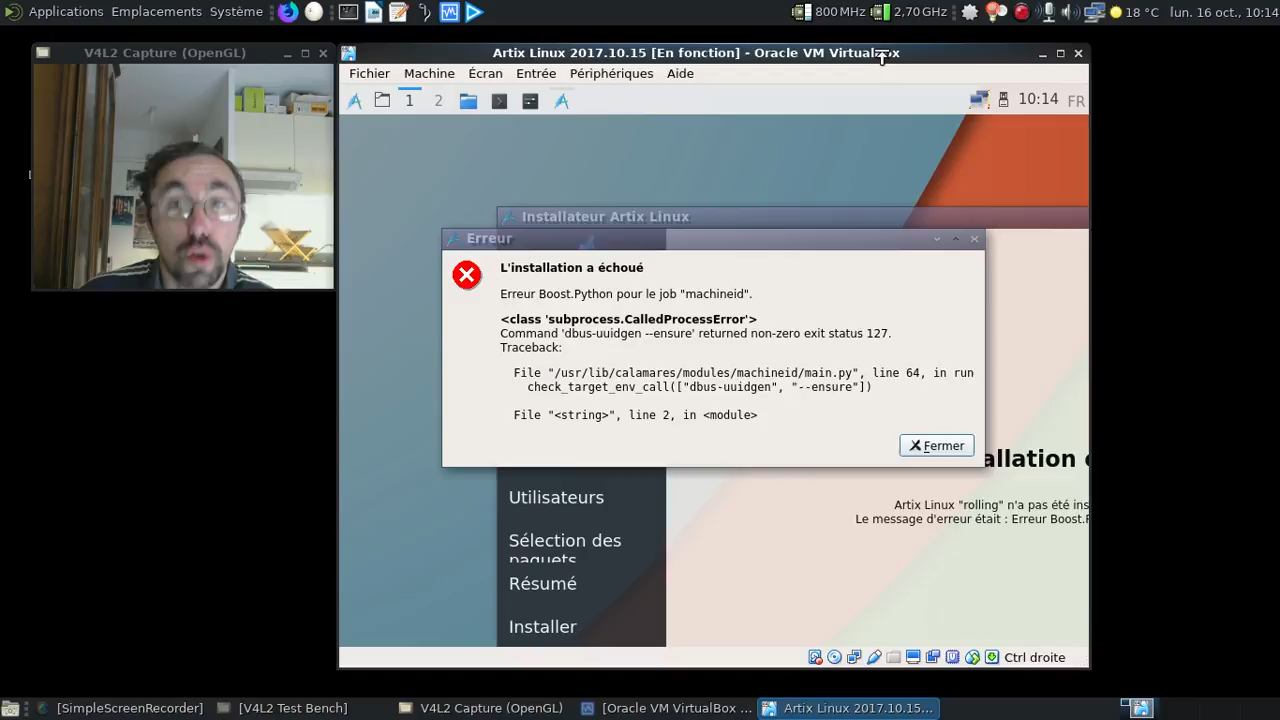 Applications Emplacements Système
800 MHz 2,70 GHz 18 °C lun. 16 oct., 10:14
V4L2 Capture (OpenGL)
Artix Linux 2017.10.15 [En fonction] - Oracle VM VirtualBox
Fichier Machine Écran Entrée Périphériques Aide
1 2 10:14 FR
Installateur Artix Linux
Erreur
L'installation a échoué
Erreur Boost.Python pour le job "machineid".
<class 'subprocess.CalledProcessError'>
Command 'dbus-uuidgen --ensure' returned non-zero exit status 127.
Traceback:
File "/usr/lib/calamares/modules/machineid/main.py", line 64, in run
check_target_env_call(["dbus-uuidgen", "--ensure"])
File "<string>", line 2, in <module>
Fermer
allation
Artix Linux "rolling" n'a pas été ins
Le message d'erreur était : Erreur Boost.
Utilisateurs
Sélection des
paquets
Résumé
Installer
Ctrl droite
[SimpleScreenRecorder] [V4L2 Test Bench] V4L2 Capture (OpenGL) [Oracle VM VirtualBox ... Artix Linux 2017.10.15...